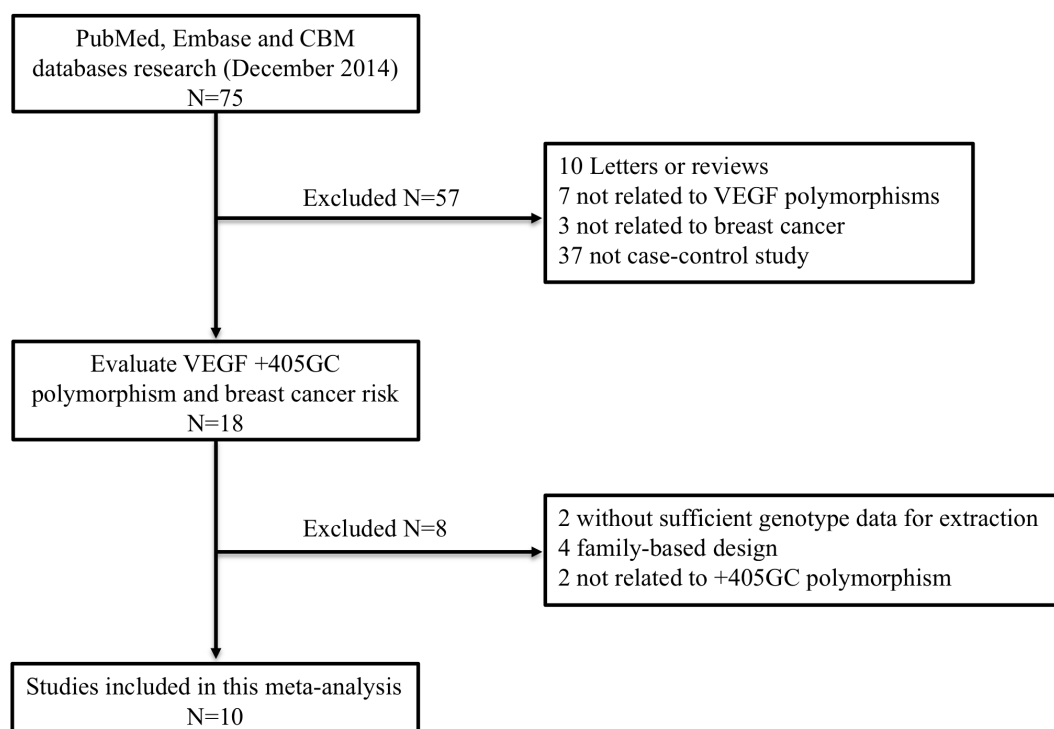 PubMed, Embase and CBM
databases research (December 2014)
N=75
Excluded N=57
10 Letters or reviews
7 not related to VEGF polymorphisms
3 not related to breast cancer
37 not case-control study
Evaluate VEGF +405GC
polymorphism and breast cancer risk
N=18
Excluded N=8
2 without sufficient genotype data for extraction
4 family-based design
2 not related to +405GC polymorphism
Studies included in this meta-analysis
N=10